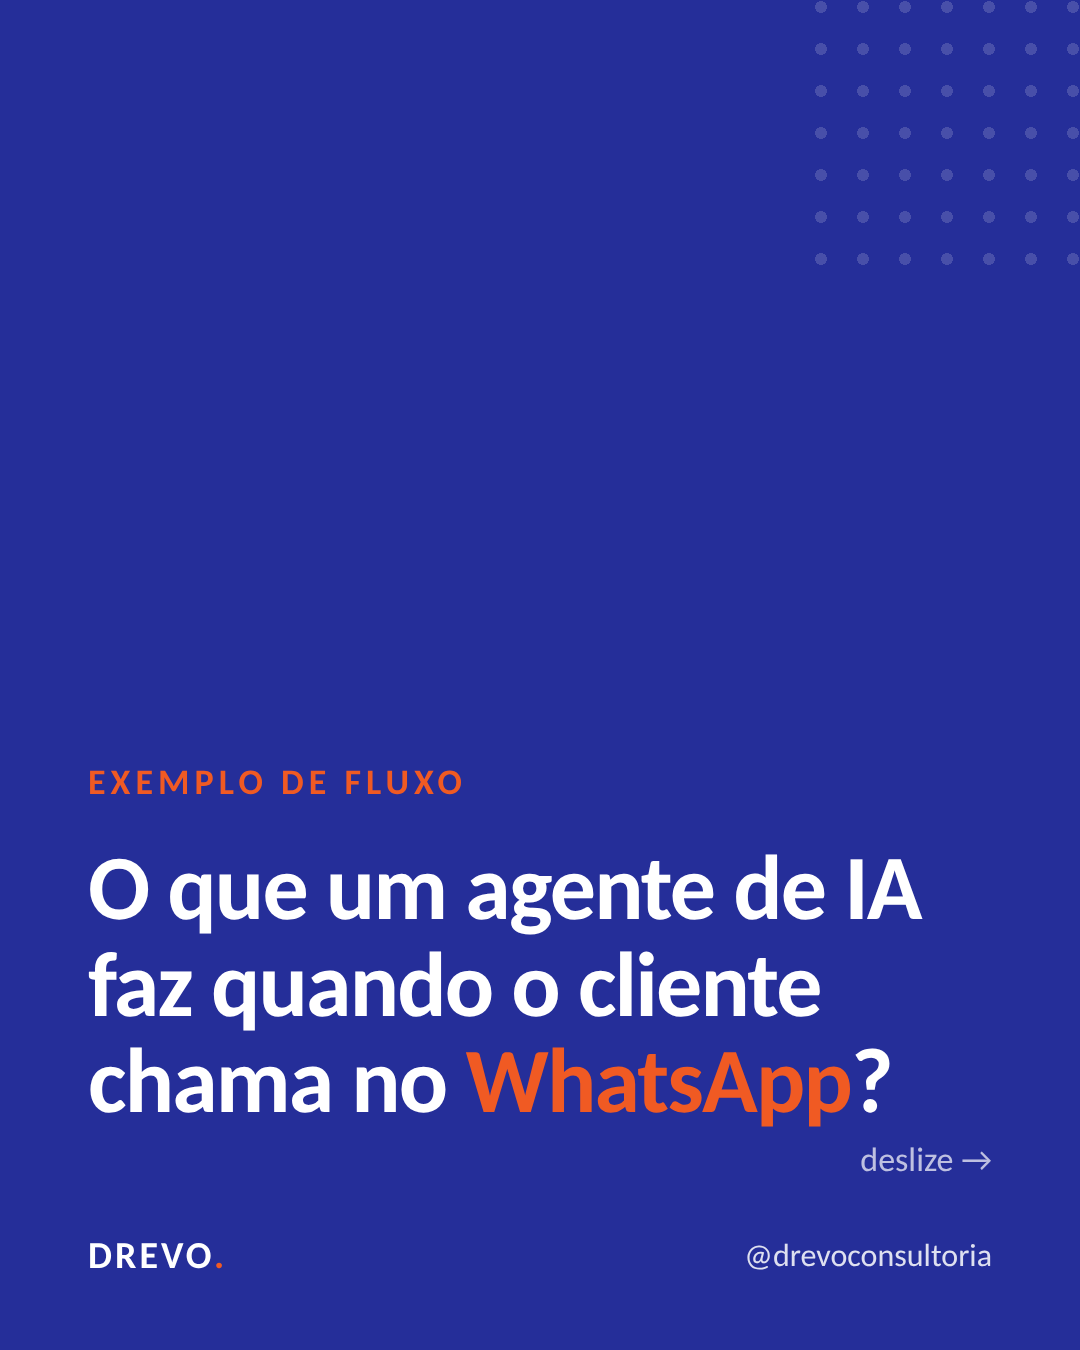 EXEMPLO DE FLUXO
O que um agente de IA
faz quando o cliente
chama no WhatsApp?
deslize →
DREVO.
@drevoconsultoria